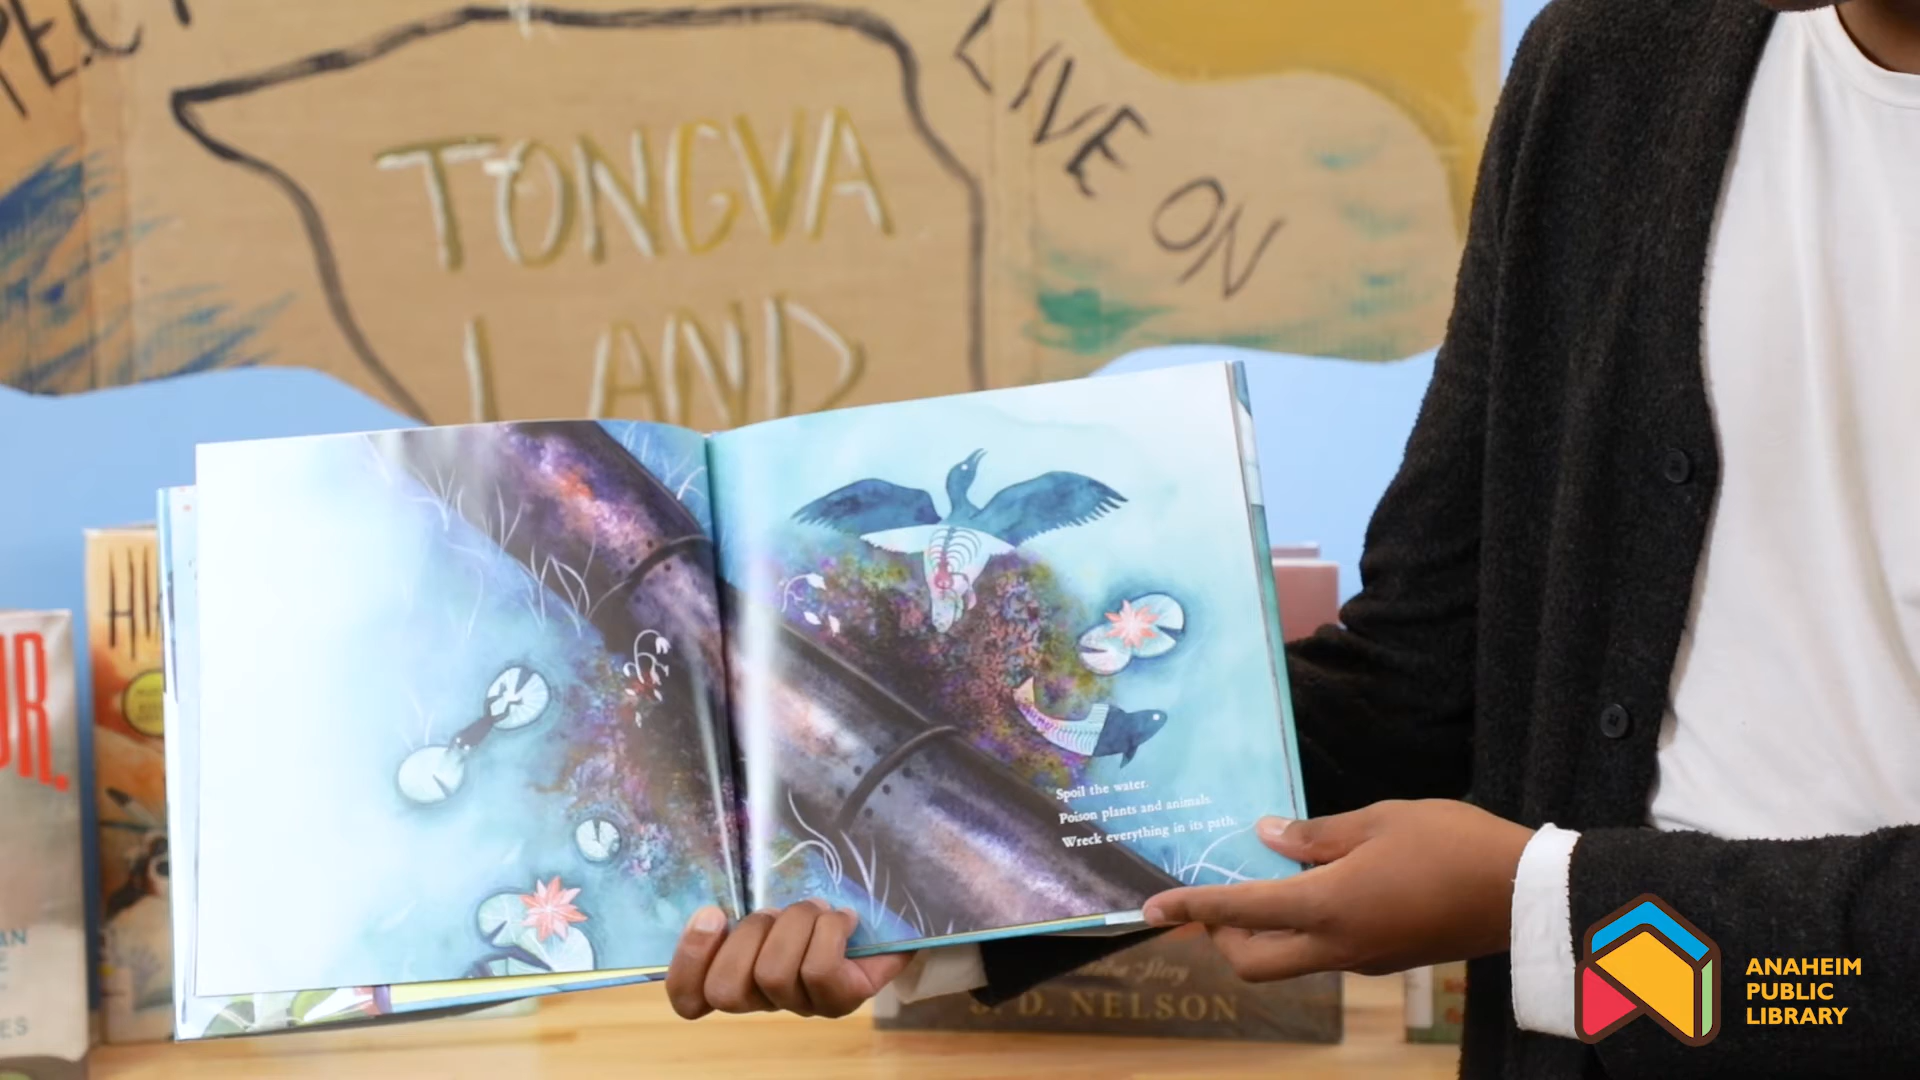 TONGVA
LAND
LIVE ON
Spoil the water.
Poison plants and animals.
Wreck everything in its path.
Story
S. D. NELSON
ANAHEIM
PUBLIC
LIBRARY